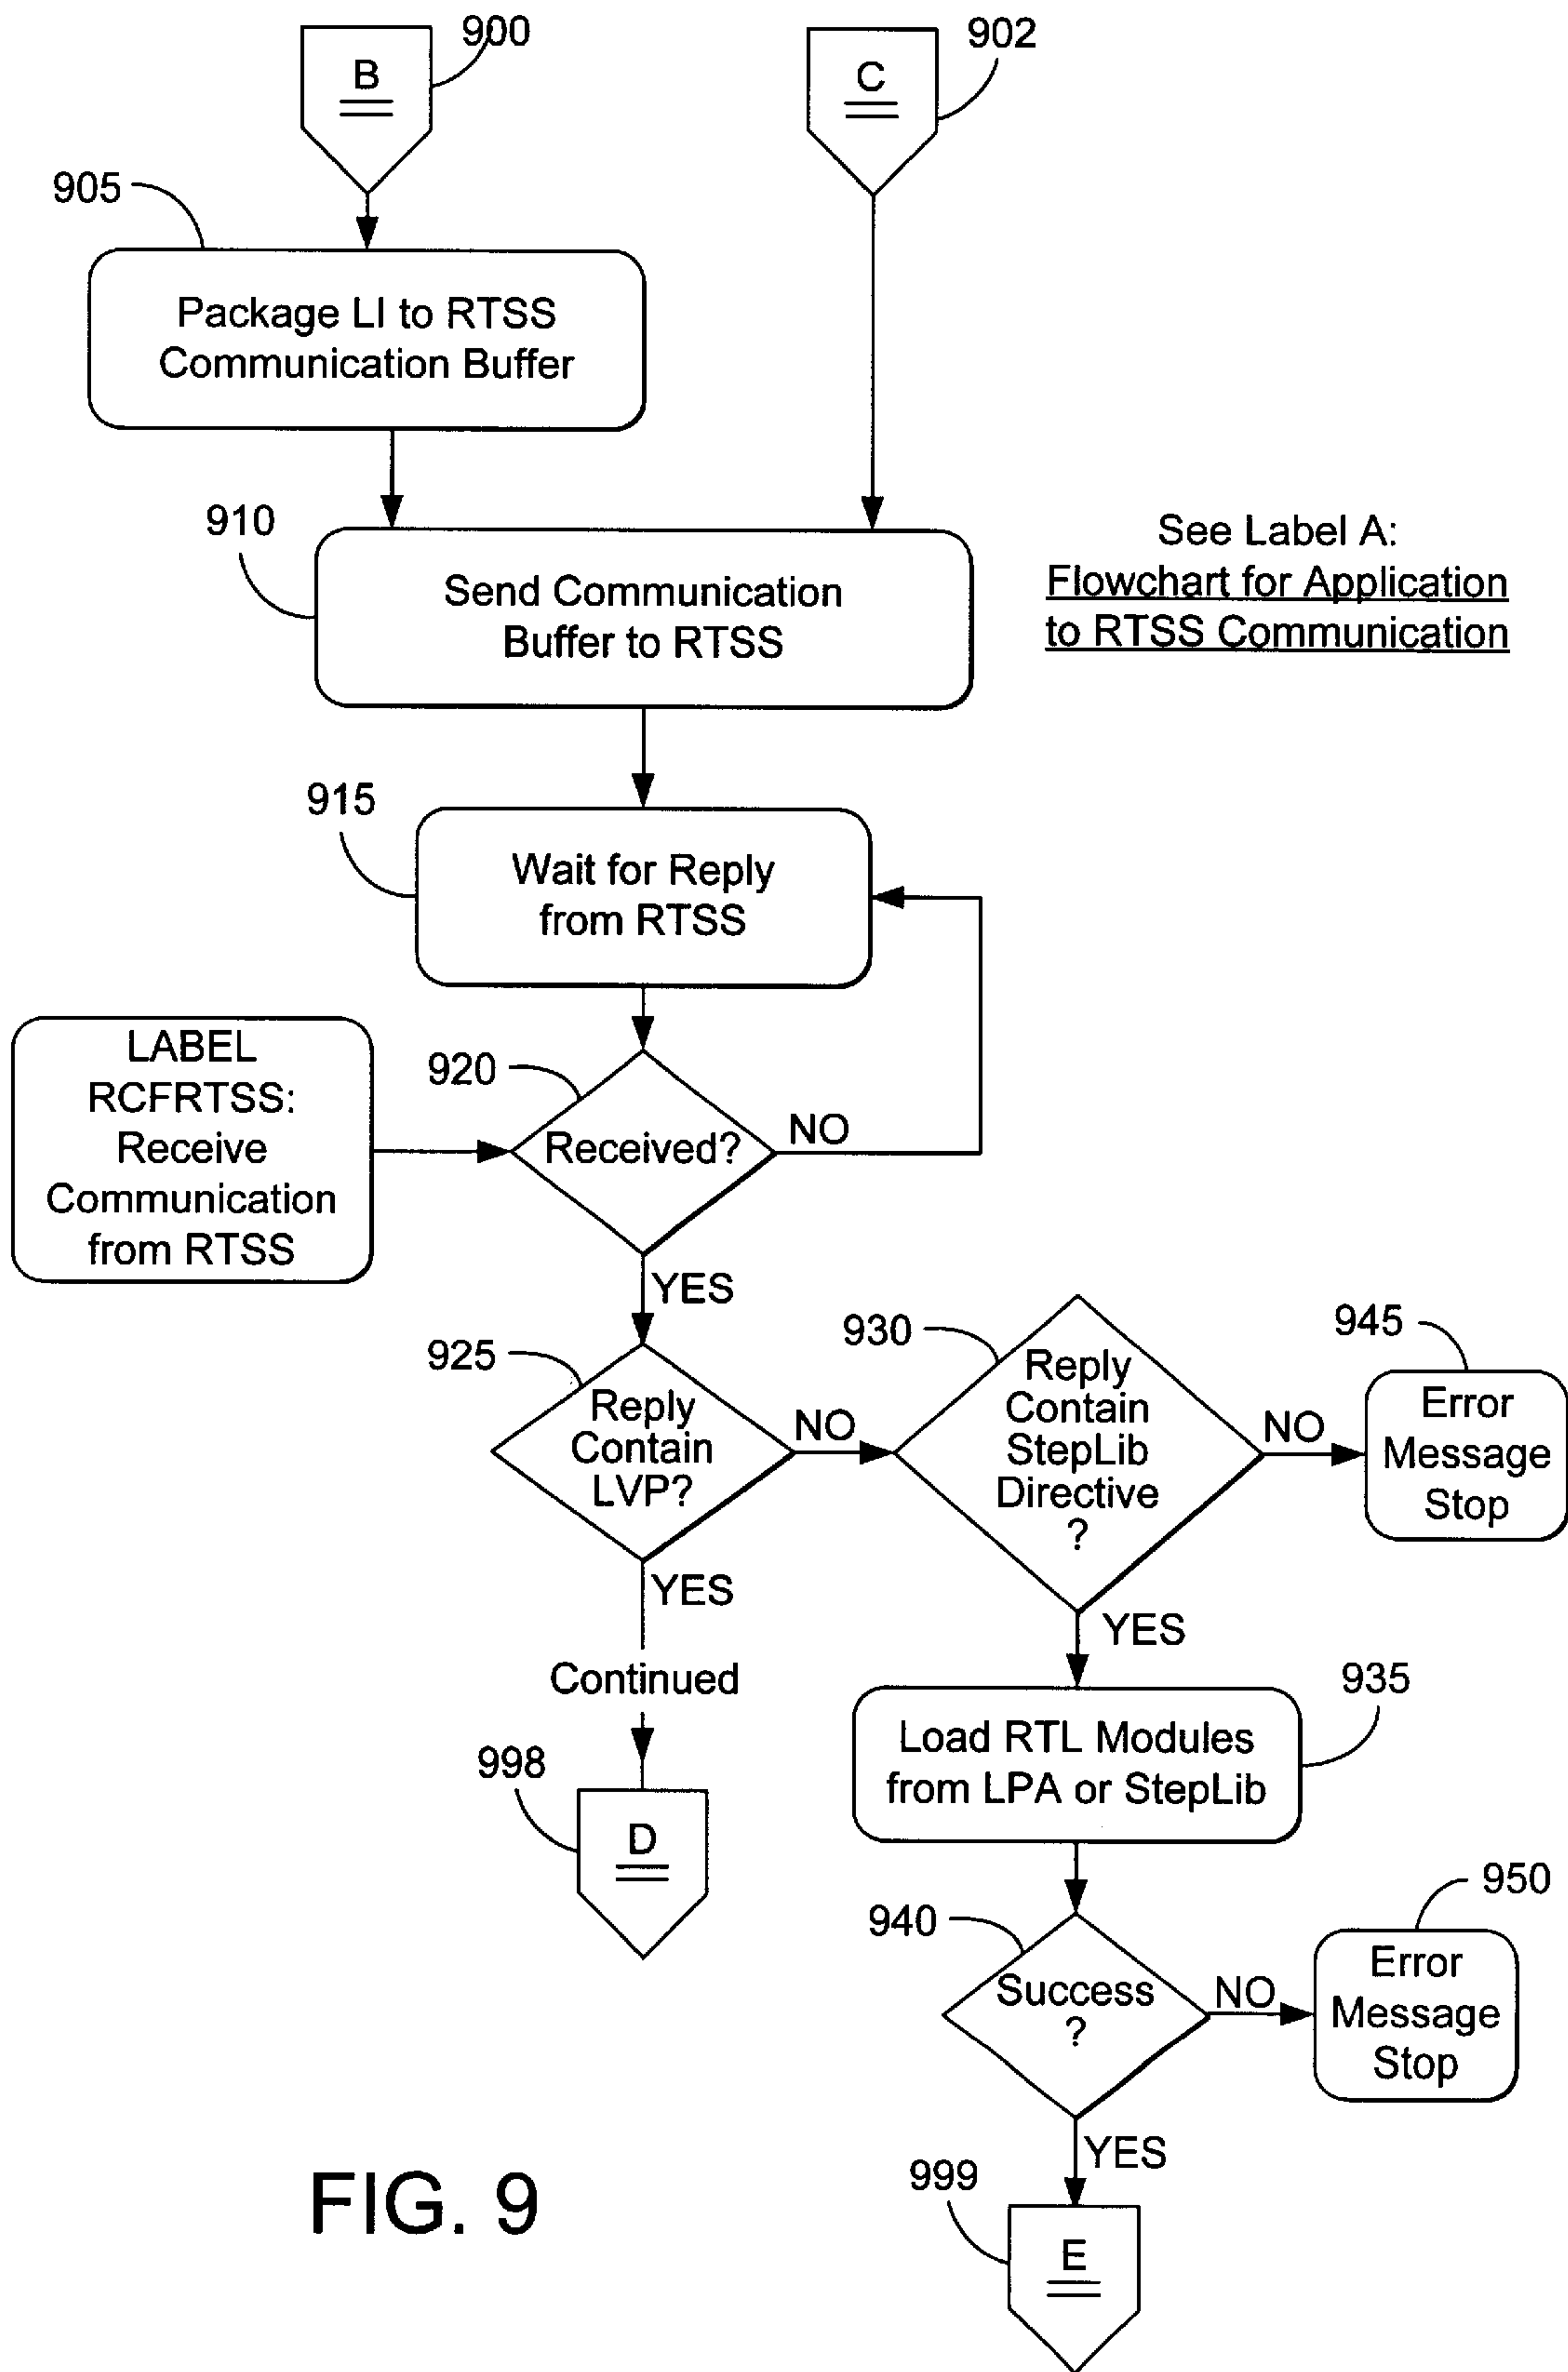 900
B
902
C
905
Package LI to RTSS
Communication Buffer
910
Send Communication
Buffer to RTSS
See Label A:
Flowchart for Application
to RTSS Communication
915
Wait for Reply
from RTSS
LABEL
RCFRTSS:
Receive
Communication
from RTSS
920
Received?
NO
YES
925
Reply
Contain
LVP?
NO
930
Reply
Contain
StepLib
Directive
?
NO
945
Error
Message
Stop
YES
Continued
998
D
YES
935
Load RTL Modules
from LPA or StepLib
940
Success
?
NO
950
Error
Message
Stop
YES
999
E
FIG. 9